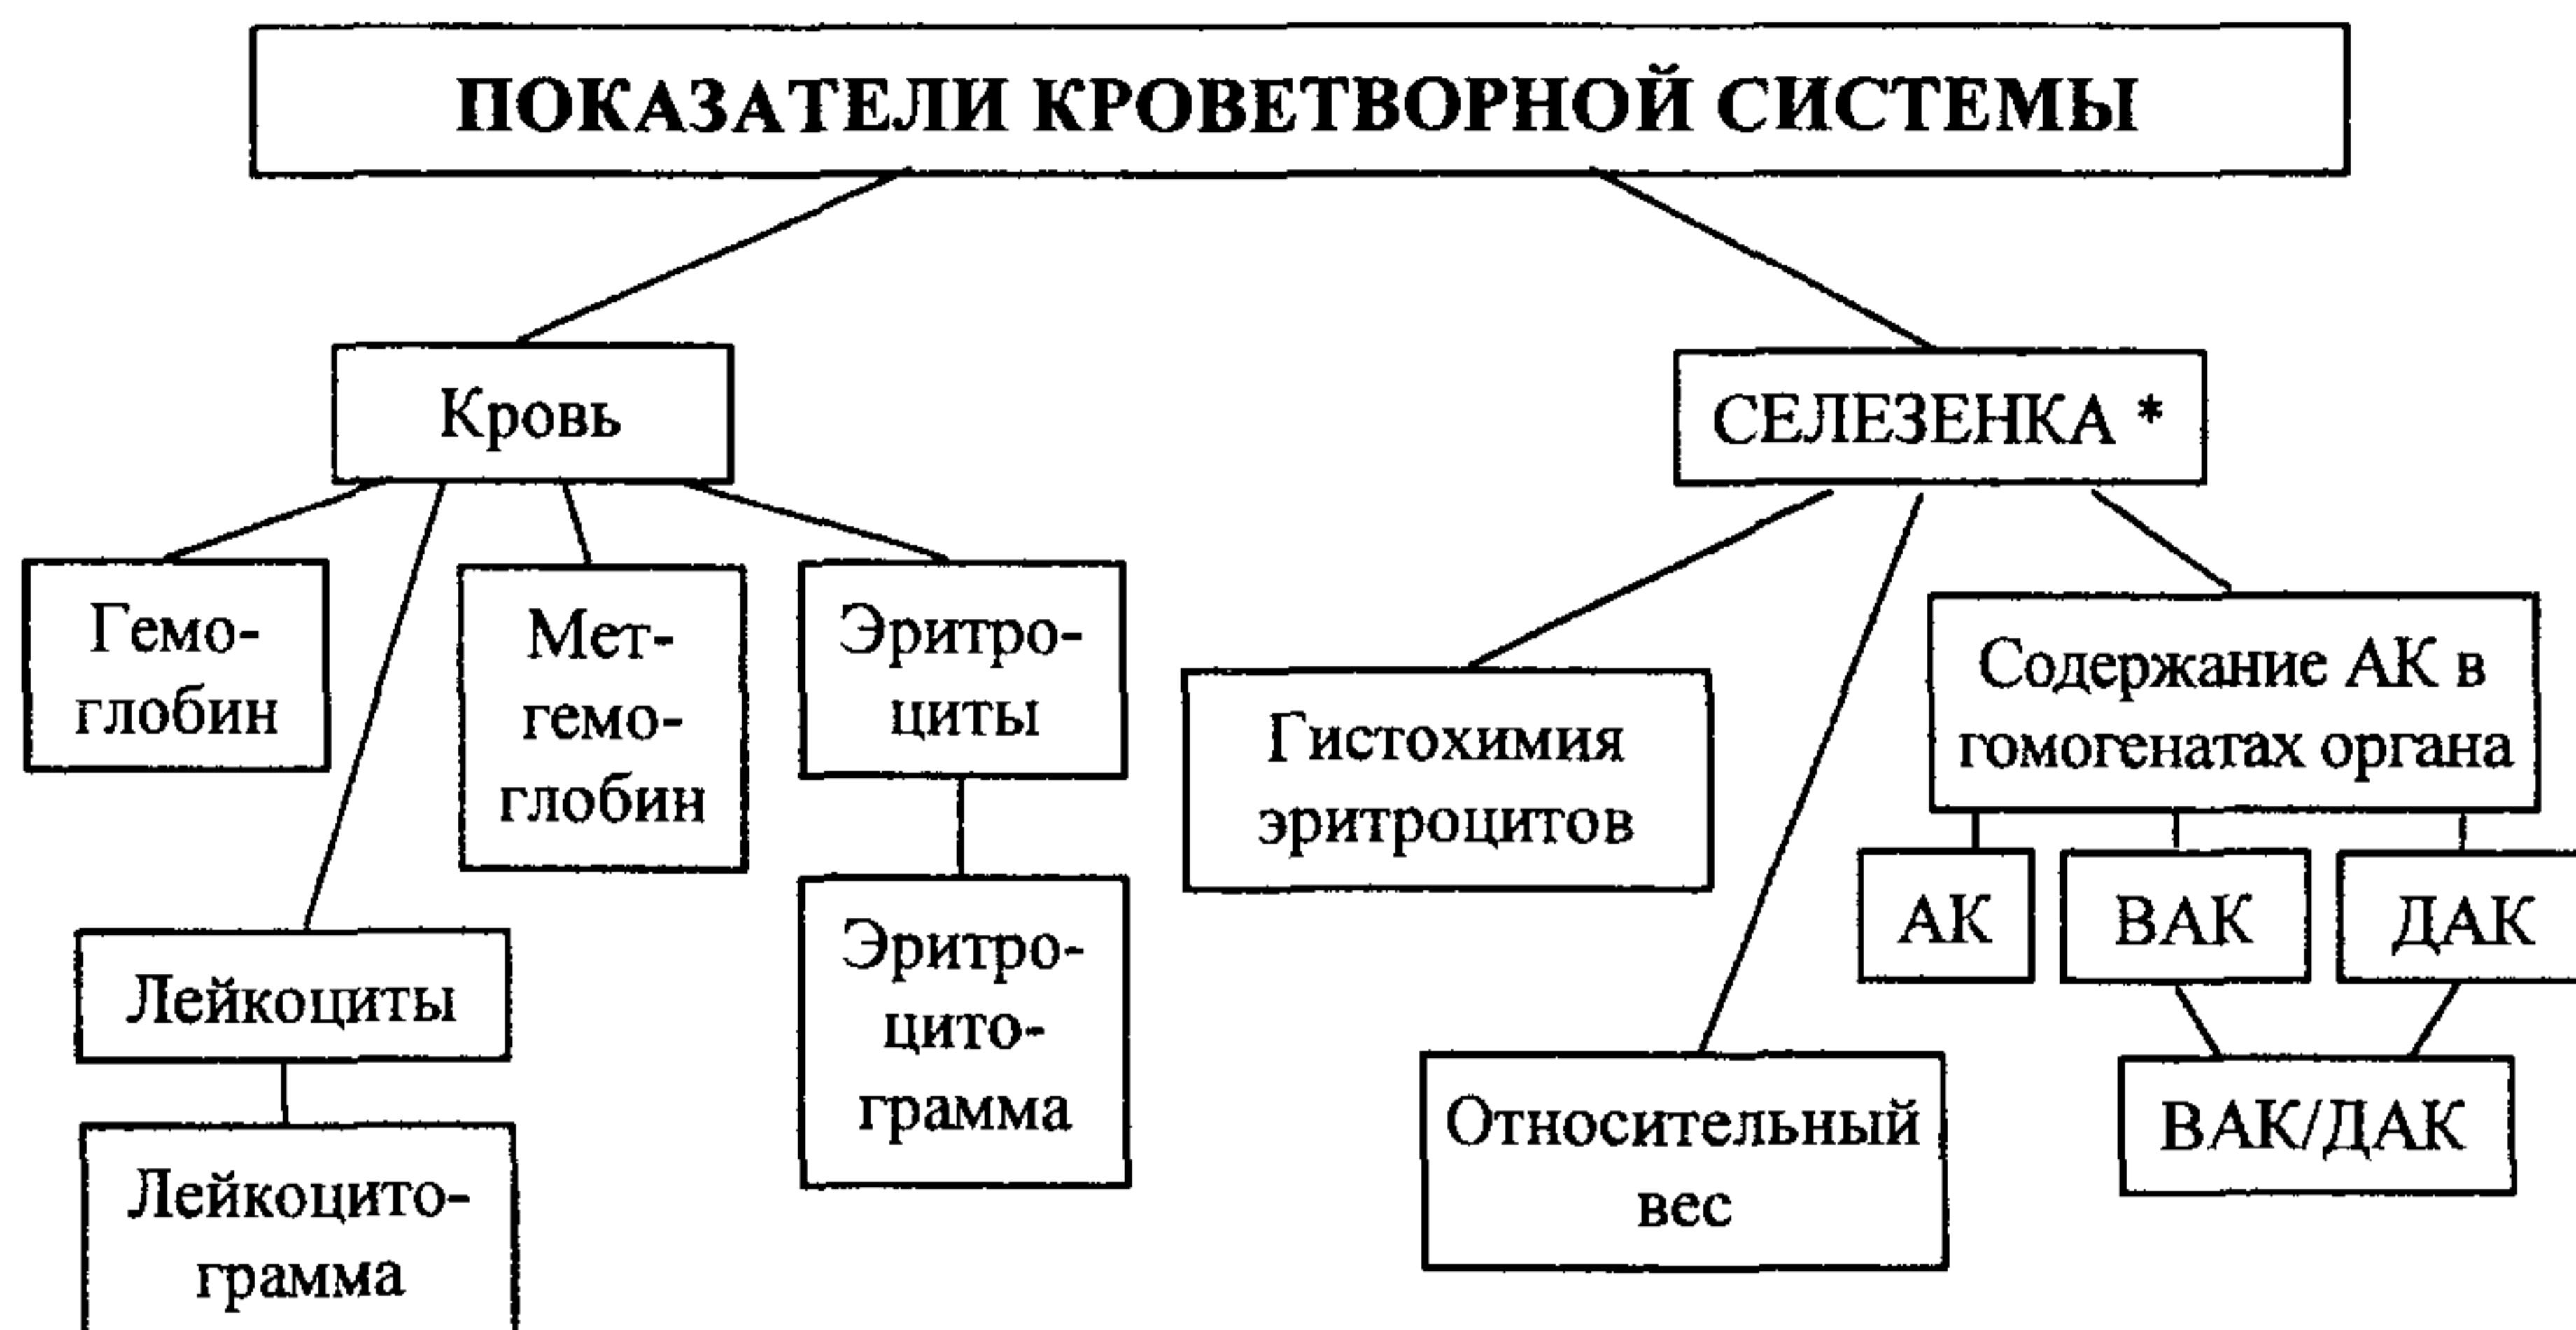 ПОКАЗАТЕЛИ КРОВЕТВОРНОЙ СИСТЕМЫ
Кровь
СЕЛЕЗЕНКА *
Гемо-
глобин
Мет-
гемо-
глобин
Эритро-
циты
Гистохимия
эритроцитов
Содержание АК в
гомогенатах органа
АК
ВАК
ДАК
Лейкоциты
Эритро-
цито-
грамма
Относительный
вес
ВАК/ДАК
Лейкоцито-
грамма